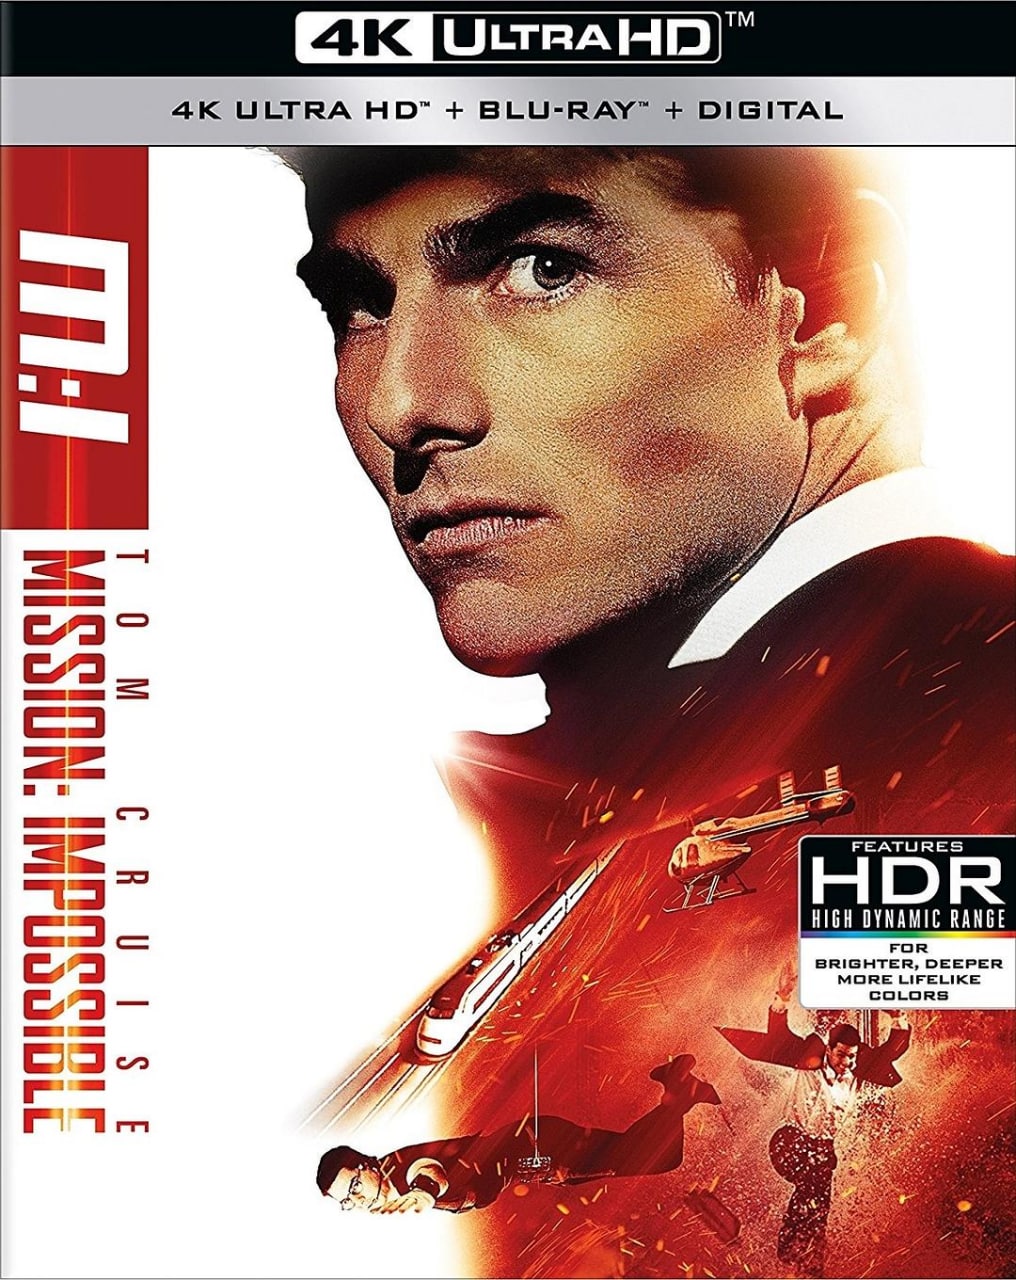 4K ULTRAHD™
4K ULTRA HD™ + BLU-RAY™ + DIGITAL
M:I
TOM CRUISE
MISSION: IMPOSSIBLE
FEATURES
HDR
HIGH DYNAMIC RANGE
FOR
BRIGHTER, DEEPER
MORE LIFELIKE
COLORS